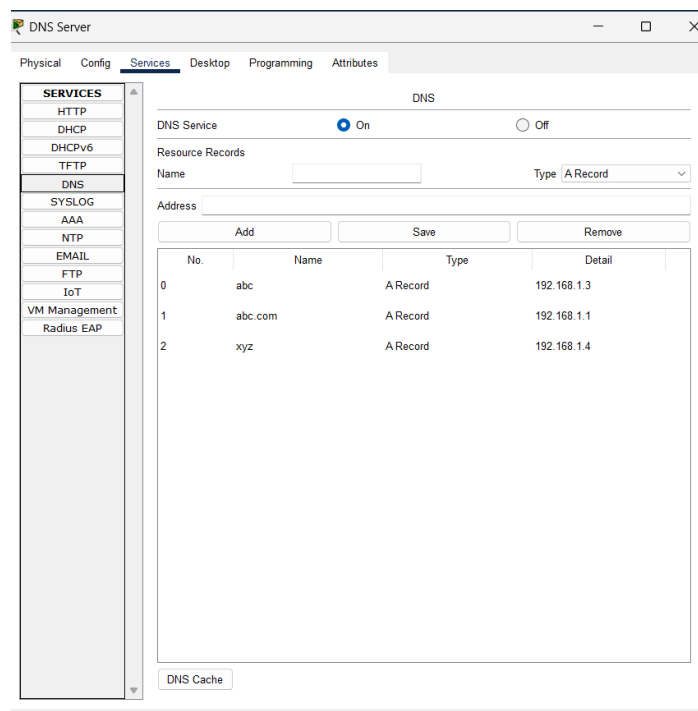 DNS Server
Physical Config Services Desktop Programming Attributes
SERVICES
HTTP
DHCP
DHCPv6
TFTP
DNS
SYSLOG
AAA
NTP
EMAIL
FTP
IoT
VM Management
Radius EAP
DNS
DNS Service On Off
Resource Records
Name Type A Record
Address
Add Save Remove
No. Name Type Detail
0 abc A Record 192.168.1.3
1 abc.com A Record 192.168.1.1
2 xyz A Record 192.168.1.4
DNS Cache